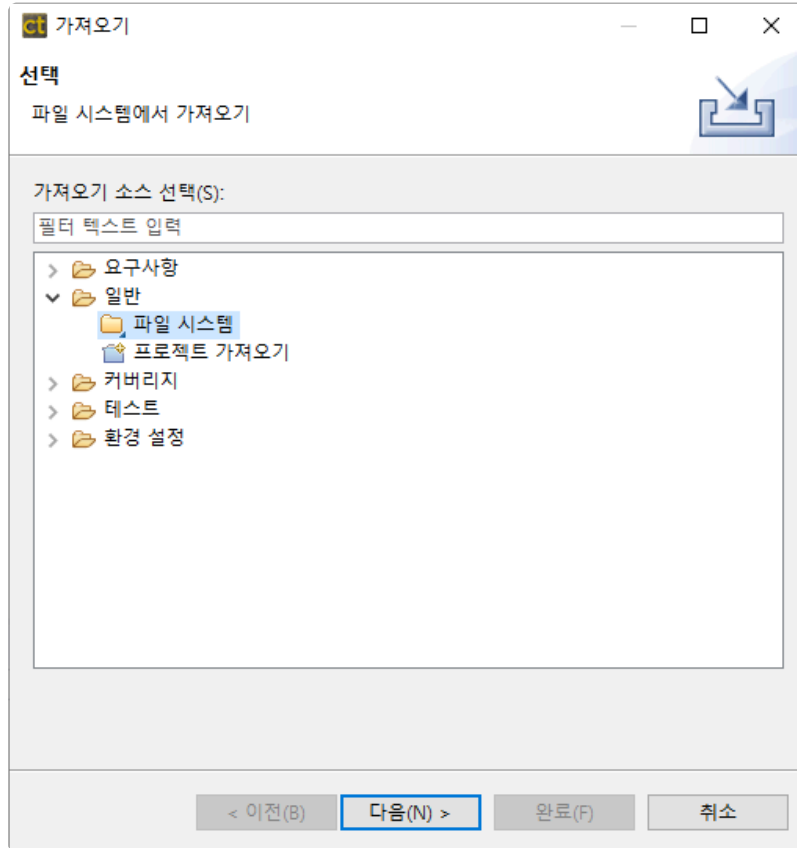 ct 가져오기
선택
파일 시스템에서 가져오기
가져오기 소스 선택(S):
필터 텍스트 입력
요구사항
일반
파일 시스템
프로젝트 가져오기
커버리지
테스트
환경 설정
< 이전(B) 다음(N) > 완료(F) 취소